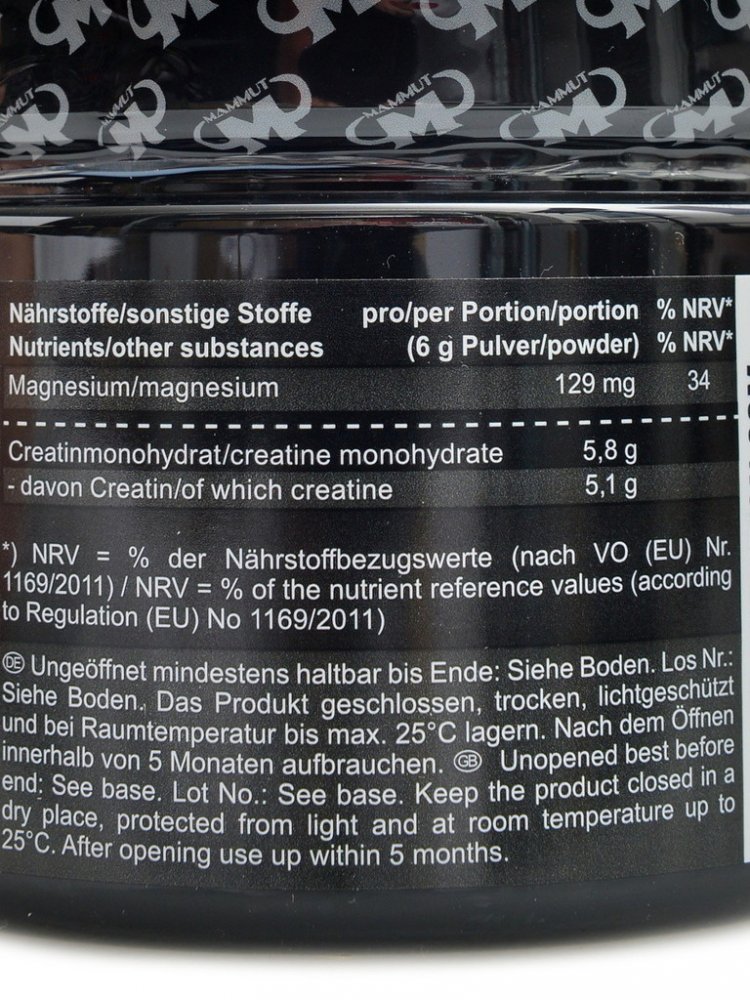 MAMMUT
MAMMUT MAMMUT MAMMUT MAMMUT MAMMUT
Nährstoffe/sonstige Stoffe pro/per Portion/portion % NRV*
Nutrients/other substances (6 g Pulver/powder) % NRV*
Magnesium/magnesium 129 mg 34
Creatinmonohydrat/creatine monohydrate 5,8 g
- davon Creatin/of which creatine 5,1 g
*) NRV = % der Nährstoffbezugswerte (nach VO (EU) Nr.
1169/2011) / NRV = % of the nutrient reference values (according
to Regulation (EU) No 1169/2011)
DE Ungeöffnet mindestens haltbar bis Ende: Siehe Boden. Los Nr.:
Siehe Boden. Das Produkt geschlossen, trocken, lichtgeschützt
und bei Raumtemperatur bis max. 25°C lagern. Nach dem Öffnen
innerhalb von 5 Monaten aufbrauchen. GB Unopened best before
end: See base. Lot No.: See base. Keep the product closed in a
dry place, protected from light and at room temperature up to
25°C. After opening use up within 5 months.